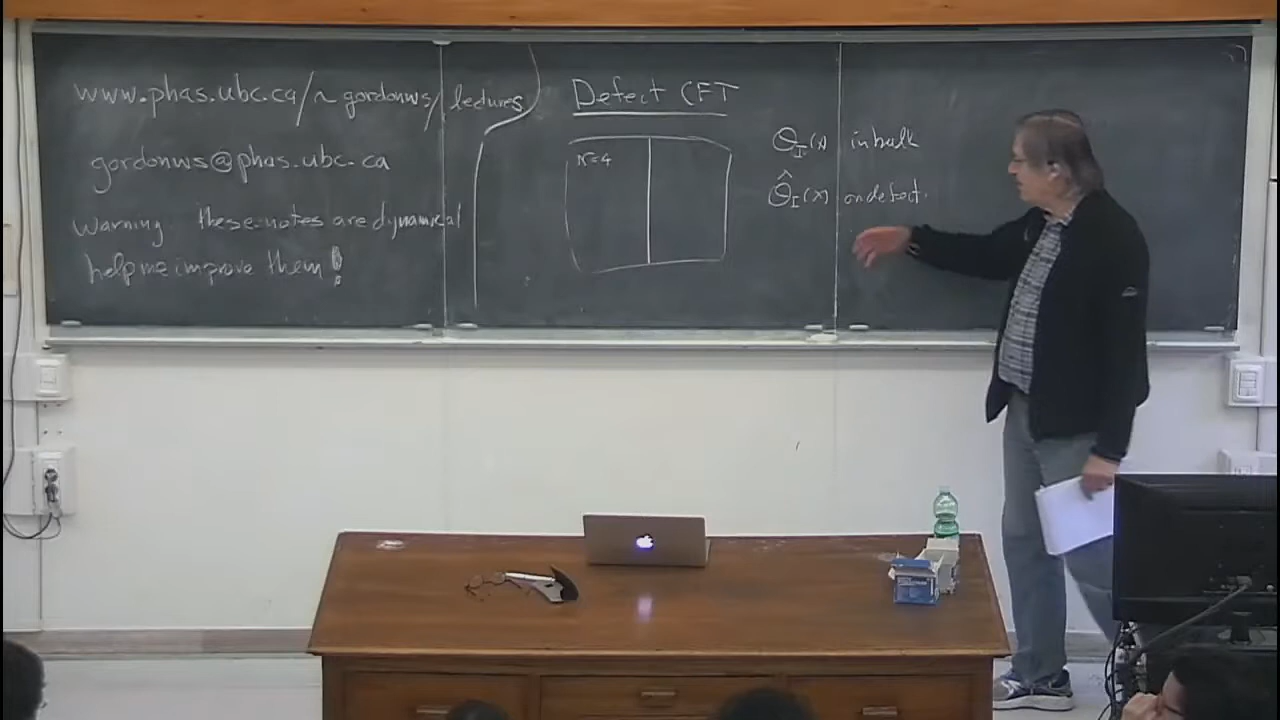 www.phas.ubc.ca/~gordonws/lectures
gordonws@phas.ubc.ca
Warning these notes are dynamical
help me improve them!
Defect CFT
N=4
O_I(x) in bulk
Ô_I(x) on defect.